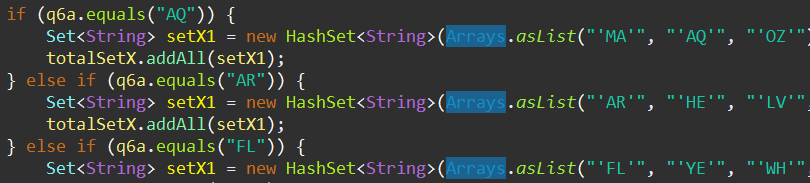 if (q6a.equals("AQ")) {
Set<String> setX1 = new HashSet<String>(Arrays.asList("'MA'", "'AQ'", "'OZ'")
totalSetX.addAll(setX1);
} else if (q6a.equals("AR")) {
Set<String> setX1 = new HashSet<String>(Arrays.asList("'AR'", "'HE'", "'LV'",
totalSetX.addAll(setX1);
} else if (q6a.equals("FL")) {
Set<String> setX1 = new HashSet<String>(Arrays.asList("'FL'", "'YE'", "'WH'",